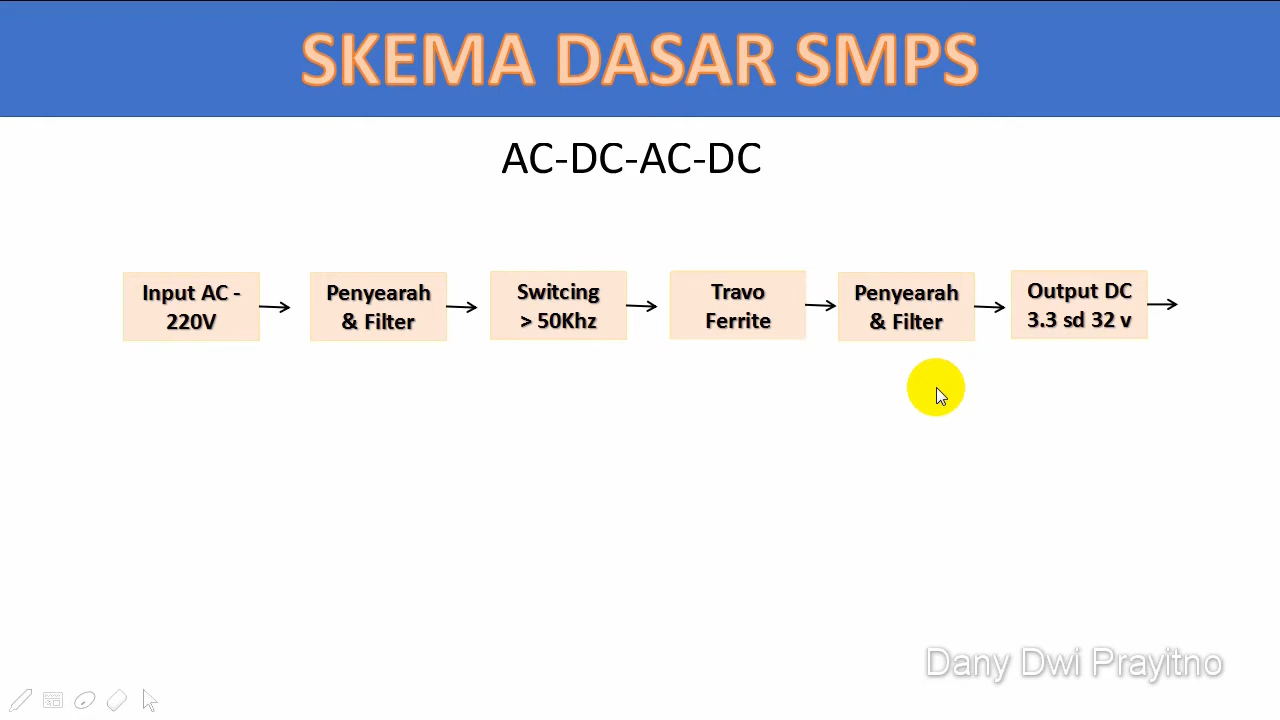 SKEMA DASAR SMPS
AC-DC-AC-DC
Input AC -
220V
Penyearah
& Filter
Switcing
> 50Khz
Travo
Ferrite
Penyearah
& Filter
Output DC
3.3 sd 32 v
Dany Dwi Prayitno